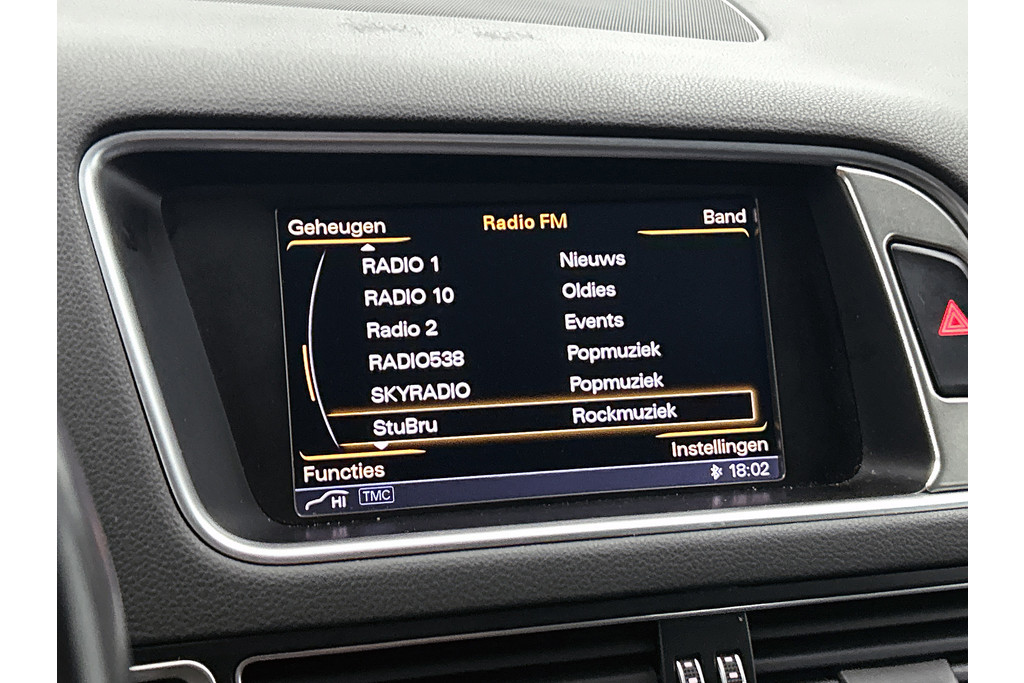 Geheugen Radio FM Band
RADIO 1 Nieuws
RADIO 10 Oldies
Radio 2 Events
RADIO538 Popmuziek
SKYRADIO Popmuziek
StuBru Rockmuziek
Functies Instellingen
HI TMC 18:02